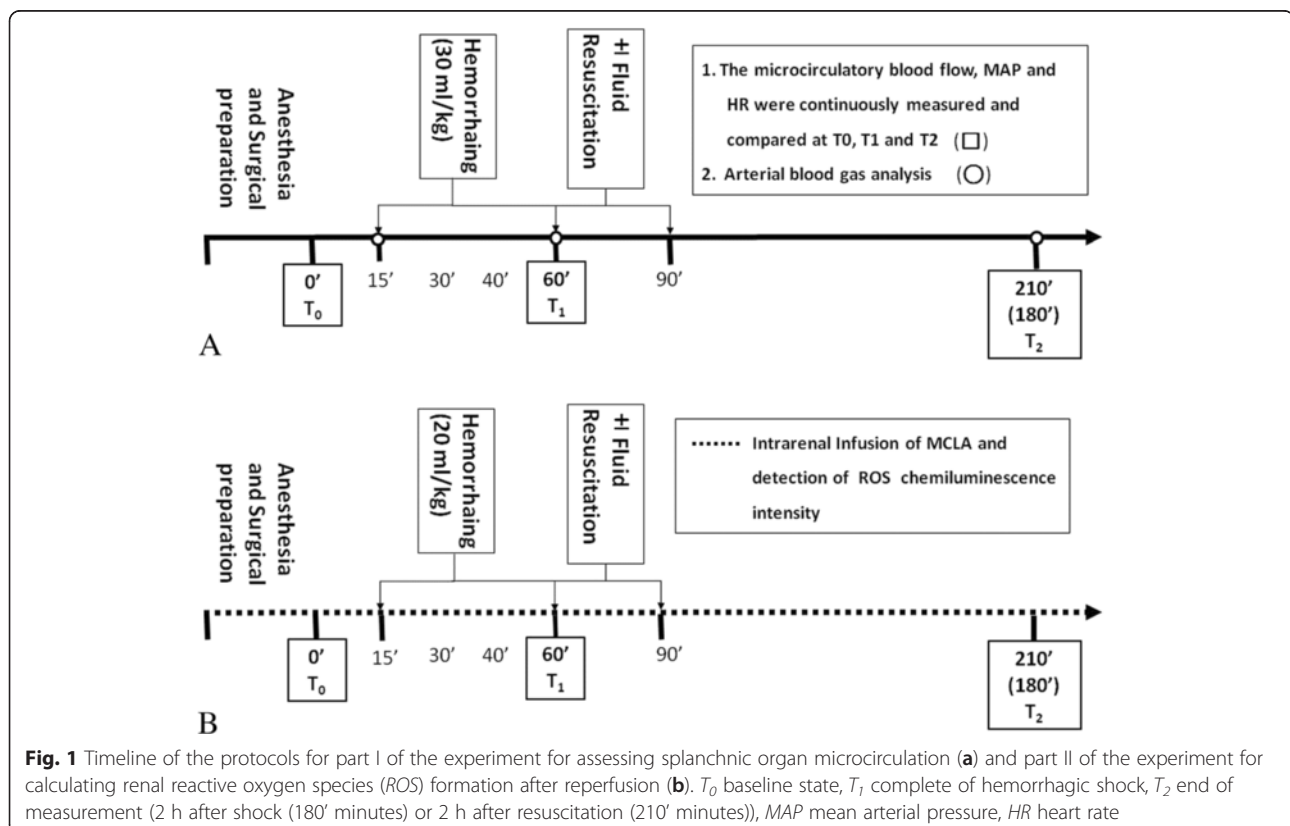 Anesthesia
and Surgical
preparation
Hemorrhaing
(30 ml/kg)
+I Fluid
Resuscitation
1. The microcirculatory blood flow, MAP and
HR were continuously measured and
compared at T0, T1 and T2 (□)
2. Arterial blood gas analysis (○)
0'
T₀
15'
30'
40'
60'
T₁
90'
210'
(180')
T₂
A
Anesthesia
and Surgical
preparation
Hemorrhaing
(20 ml/kg)
+I Fluid
Resuscitation
Intrarenal Infusion of MCLA and
detection of ROS chemiluminescence
intensity
0'
T₀
15'
30'
40'
60'
T₁
90'
210'
(180')
T₂
B
Fig. 1 Timeline of the protocols for part I of the experiment for assessing splanchnic organ microcirculation (a) and part II of the experiment for
calculating renal reactive oxygen species (ROS) formation after reperfusion (b). T₀ baseline state, T₁ complete of hemorrhagic shock, T₂ end of
measurement (2 h after shock (180′ minutes) or 2 h after resuscitation (210′ minutes)), MAP mean arterial pressure, HR heart rate